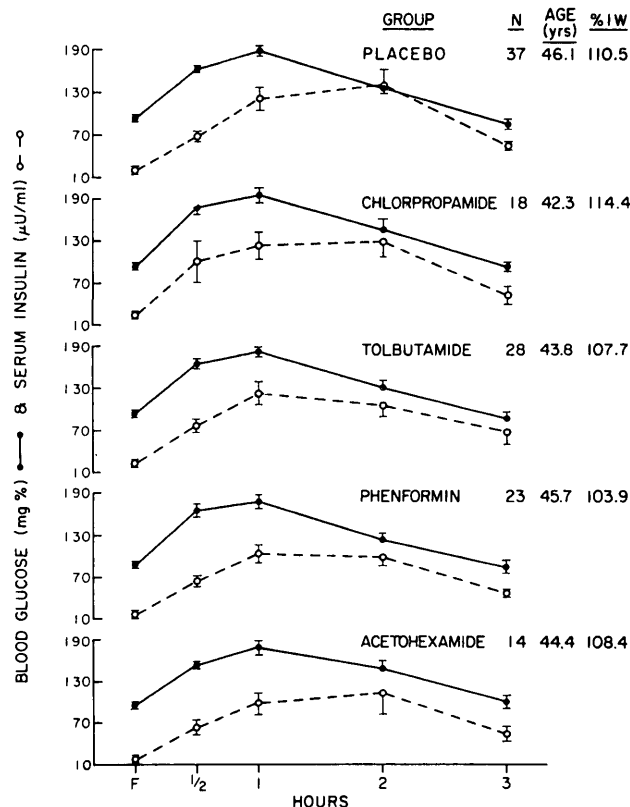 GROUP N AGE (yrs) %IW
PLACEBO 37 46.1 110.5
190
130
70
10
CHLORPROPAMIDE 18 42.3 114.4
190
130
70
10
TOLBUTAMIDE 28 43.8 107.7
190
130
70
10
PHENFORMIN 23 45.7 103.9
190
130
70
10
ACETOHEXAMIDE 14 44.4 108.4
190
130
70
10
F 1/2 1 2 3
HOURS
BLOOD GLUCOSE (mg %) & SERUM INSULIN (μU/ml)